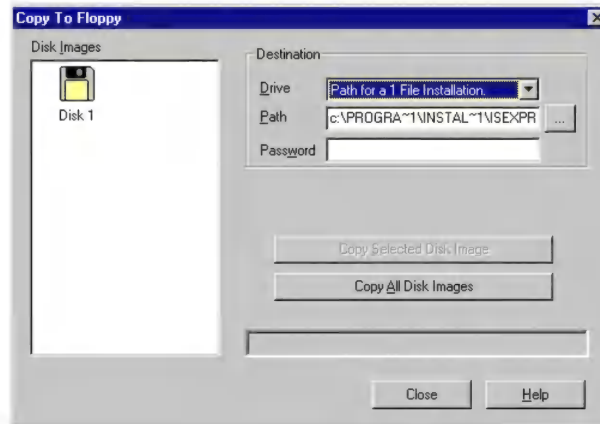 Copy To Floppy
Disk Images
Disk 1
Destination
Drive
Path for a 1 File Installation.
Path
c:\PROGRA~1\INSTAL~1\ISEXPR
...
Password
Copy Selected Disk Image
Copy All Disk Images
Close
Help